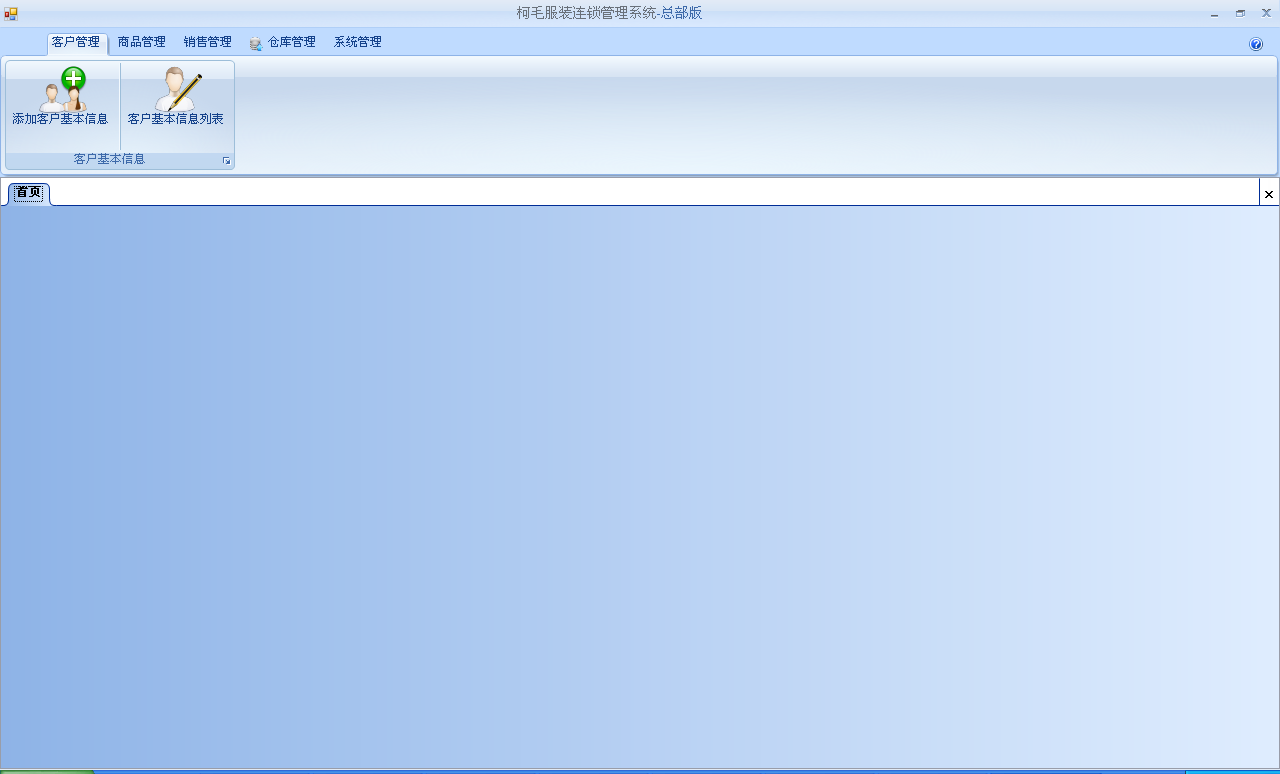 柯毛服装连锁管理系统-总部版
客户管理 商品管理 销售管理 仓库管理 系统管理
添加客户基本信息 客户基本信息列表
客户基本信息
首页